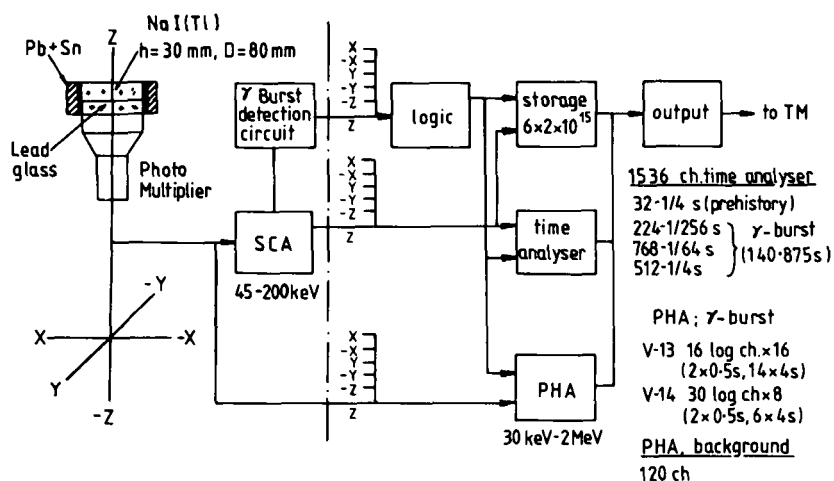 Z
NaI(Tl)
h=30 mm, D=80mm
Pb+Sn
Lead
glass
Photo
Multiplier
-Y
X
-X
Y
-Z
γ Burst
detection
circuit
SCA
45-200keV
X
-X
Y
-Y
-Z
Z
X
-X
Y
-Y
-Z
Z
X
-X
Y
-Y
-Z
Z
logic
storage
6×2×10¹⁵
time
analyser
PHA
30 keV-2MeV
output
to TM
1536 ch.time analyser
32-1/4 s (prehistory)
224-1/256 s
768-1/64 s
512-1/4s
γ-burst
(140·875s)
PHA; γ-burst
V-13 16 log ch.×16
(2×0·5s,14×4s)
V-14 30 log ch×8
(2×0·5s,6×4s)
PHA, background
120 ch